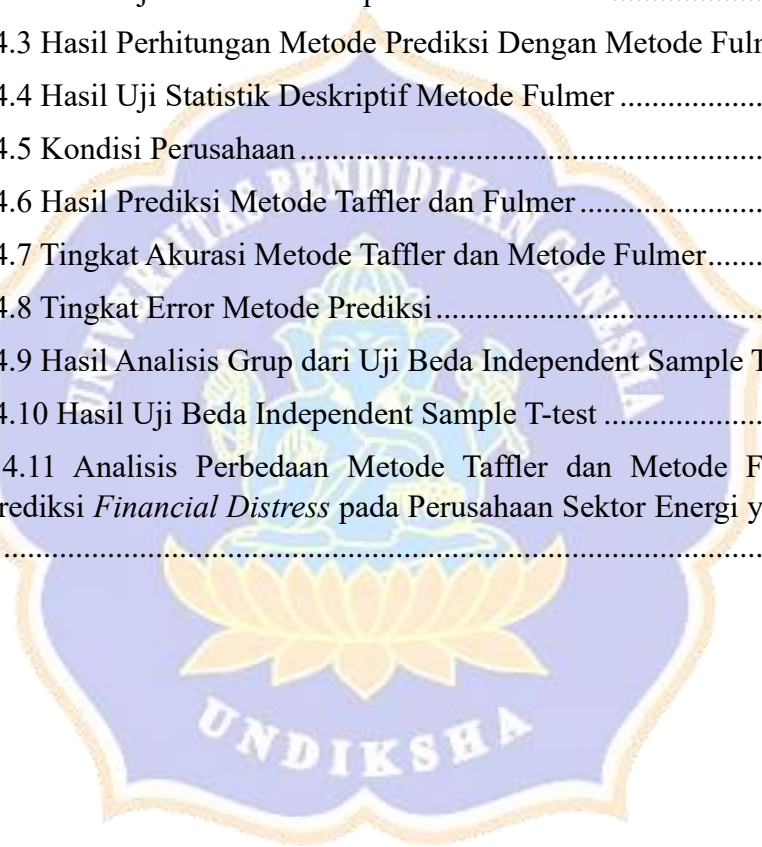 4.3 Hasil Perhitungan Metode Prediksi Dengan Metode
4.4 Hasil Uji Statistik Deskriptif Metode Fulmer ....................
4.5 Kondisi Perusahaan ............................................................
4.6 Hasil Prediksi Metode Taffler dan Fulmer .........................
4.7 Tingkat Akurasi Metode Taffler dan Metode Fulmer.......
4.8 Tingkat Error Metode Prediksi ...........................................
4.9 Hasil Analisis Grup dari Uji Beda Independent Sample
4.10 Hasil Uji Beda Independent Sample T-test ......................
4.11 Analisis Perbedaan Metode Taffler dan Metode
Financial Distress pada Perusahaan Sektor Energi
....................................................................................................
UNIVERSITAS PENDIDIKAN GANESHA
UNDIKSHA